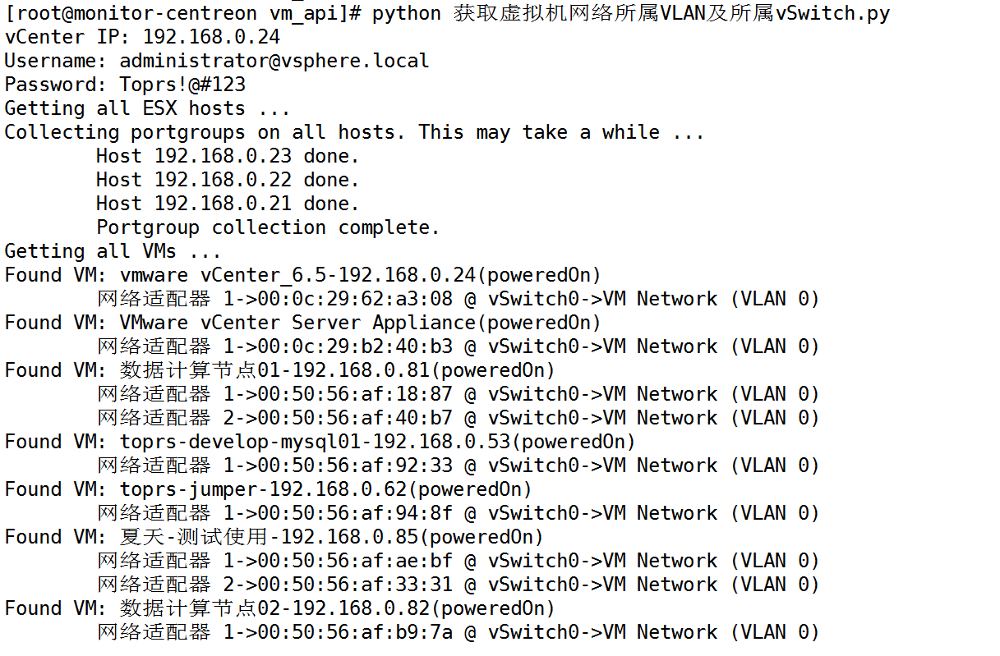 [root@monitor-centreon vm_api]# python 获取虚拟机网络所属VLAN及所属vSwitch.py
vCenter IP: 192.168.0.24
Username: administrator@vsphere.local
Password: Toprs!@#123
Getting all ESX hosts ...
Collecting portgroups on all hosts. This may take a while ...
Host 192.168.0.23 done.
Host 192.168.0.22 done.
Host 192.168.0.21 done.
Portgroup collection complete.
Getting all VMs ...
Found VM: vmware vCenter_6.5-192.168.0.24(poweredOn)
网络适配器 1->00:0c:29:62:a3:08 @ vSwitch0->VM Network (VLAN 0)
Found VM: VMware vCenter Server Appliance(poweredOn)
网络适配器 1->00:0c:29:b2:40:b3 @ vSwitch0->VM Network (VLAN 0)
Found VM: 数据计算节点01-192.168.0.81(poweredOn)
网络适配器 1->00:50:56:af:18:87 @ vSwitch0->VM Network (VLAN 0)
网络适配器 2->00:50:56:af:40:b7 @ vSwitch0->VM Network (VLAN 0)
Found VM: toprs-develop-mysql01-192.168.0.53(poweredOn)
网络适配器 1->00:50:56:af:92:33 @ vSwitch0->VM Network (VLAN 0)
Found VM: toprs-jumper-192.168.0.62(poweredOn)
网络适配器 1->00:50:56:af:94:8f @ vSwitch0->VM Network (VLAN 0)
Found VM: 夏天-测试使用-192.168.0.85(poweredOn)
网络适配器 1->00:50:56:af:ae:bf @ vSwitch0->VM Network (VLAN 0)
网络适配器 2->00:50:56:af:33:31 @ vSwitch0->VM Network (VLAN 0)
Found VM: 数据计算节点02-192.168.0.82(poweredOn)
网络适配器 1->00:50:56:af:b9:7a @ vSwitch0->VM Network (VLAN 0)